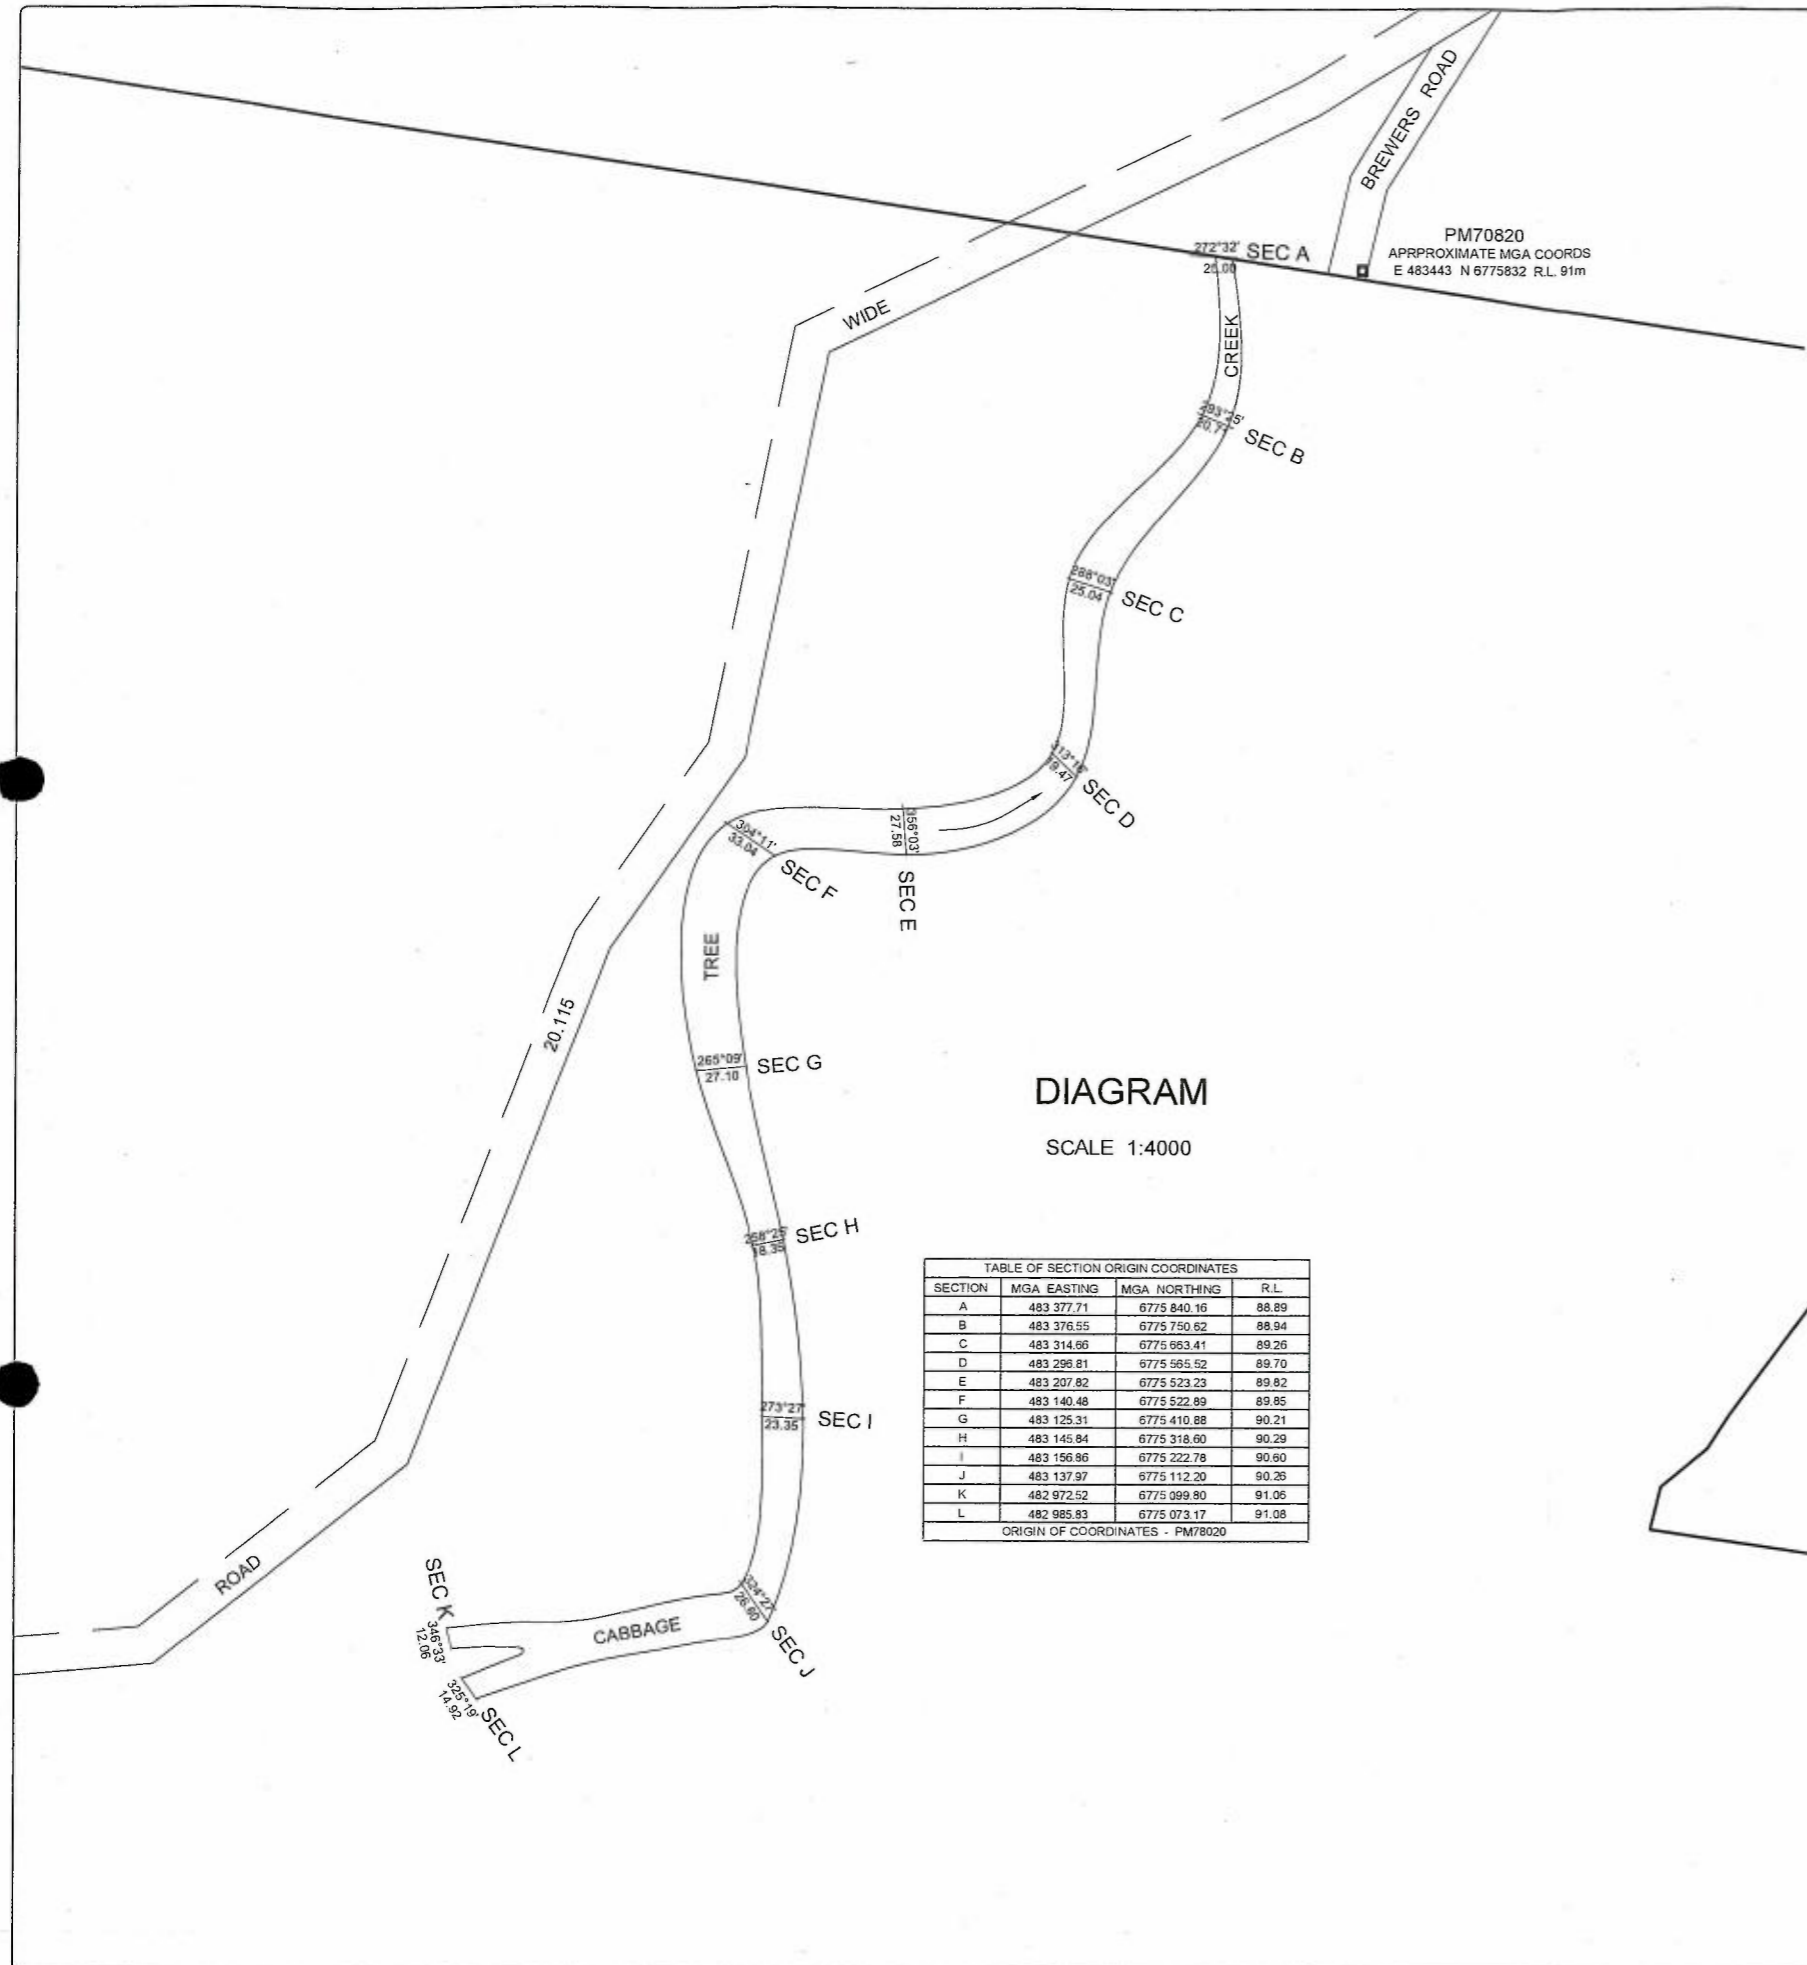 BREWERS ROAD
PM70820
APRPROXIMATE MGA COORDS
E 483443 N 6775832 R.L. 91m
272°32' SEC A
WIDE
CREEK
293°25'
SEC B
288°03'
25.04
SEC C
313°16'
19.47
SEC D
356°03'
27.58
SEC E
304°11'
33.04
SEC F
TREE
20.115
265°09'
27.10
SEC G
DIAGRAM
SCALE 1:4000
SEC H
273°27'
23.35
SEC I
TABLE OF SECTION ORIGIN COORDINATES
SECTION MGA EASTING MGA NORTHING R.L.
A 483 377.71 6775 840.16 88.89
B 483 376.55 6775 750.62 88.94
C 483 314.66 6775 663.41 89.26
D 483 296.81 6775 565.52 89.70
E 483 207.82 6775 523.23 89.82
F 483 140.48 6775 522.89 89.85
G 483 125.31 6775 410.88 90.21
H 483 145.84 6775 318.60 90.29
I 483 156.86 6775 222.78 90.60
J 483 137.97 6775 112.20 90.26
K 482 972.52 6775 099.80 91.06
L 482 985.83 6775 073.17 91.08
ORIGIN OF COORDINATES - PM78020
ROAD
SEC K
346°33'
12.06
CABBAGE
324°27'
26.60
SEC J
325°19'
14.92
SEC L